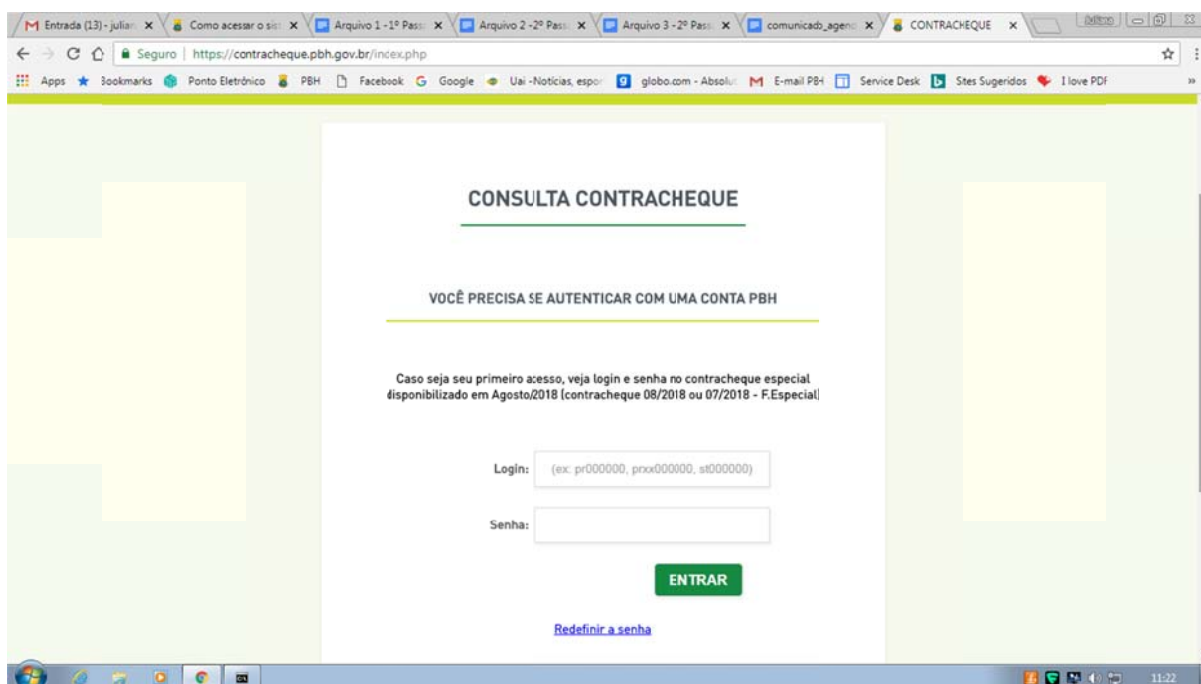 Entrada (13) - julian
Como acessar o sist
Arquivo 1 - 1º Pass
Arquivo 2 - 2º Pass
Arquivo 3 - 2º Pass
comunicado_agend
CONTRACHEQUE
Seguro | https://contracheque.pbh.gov.br/index.php
Apps
Bookmarks
Ponto Eletrônico
PBH
Facebook
G Google
Uai - Notícias, espor
globo.com - Absolut
E-mail PBH
Service Desk
Sites Sugeridos
I love PDF
CONSULTA CONTRACHEQUE
VOCÊ PRECISA SE AUTENTICAR COM UMA CONTA PBH
Caso seja seu primeiro acesso, veja login e senha no contracheque especial
disponibilizado em Agosto/2018 (contracheque 08/2018 ou 07/2018 - F.Especial)
Login: (ex: pr000000, prxx000000, st000000)
Senha:
ENTRAR
Redefinir a senha
11:22